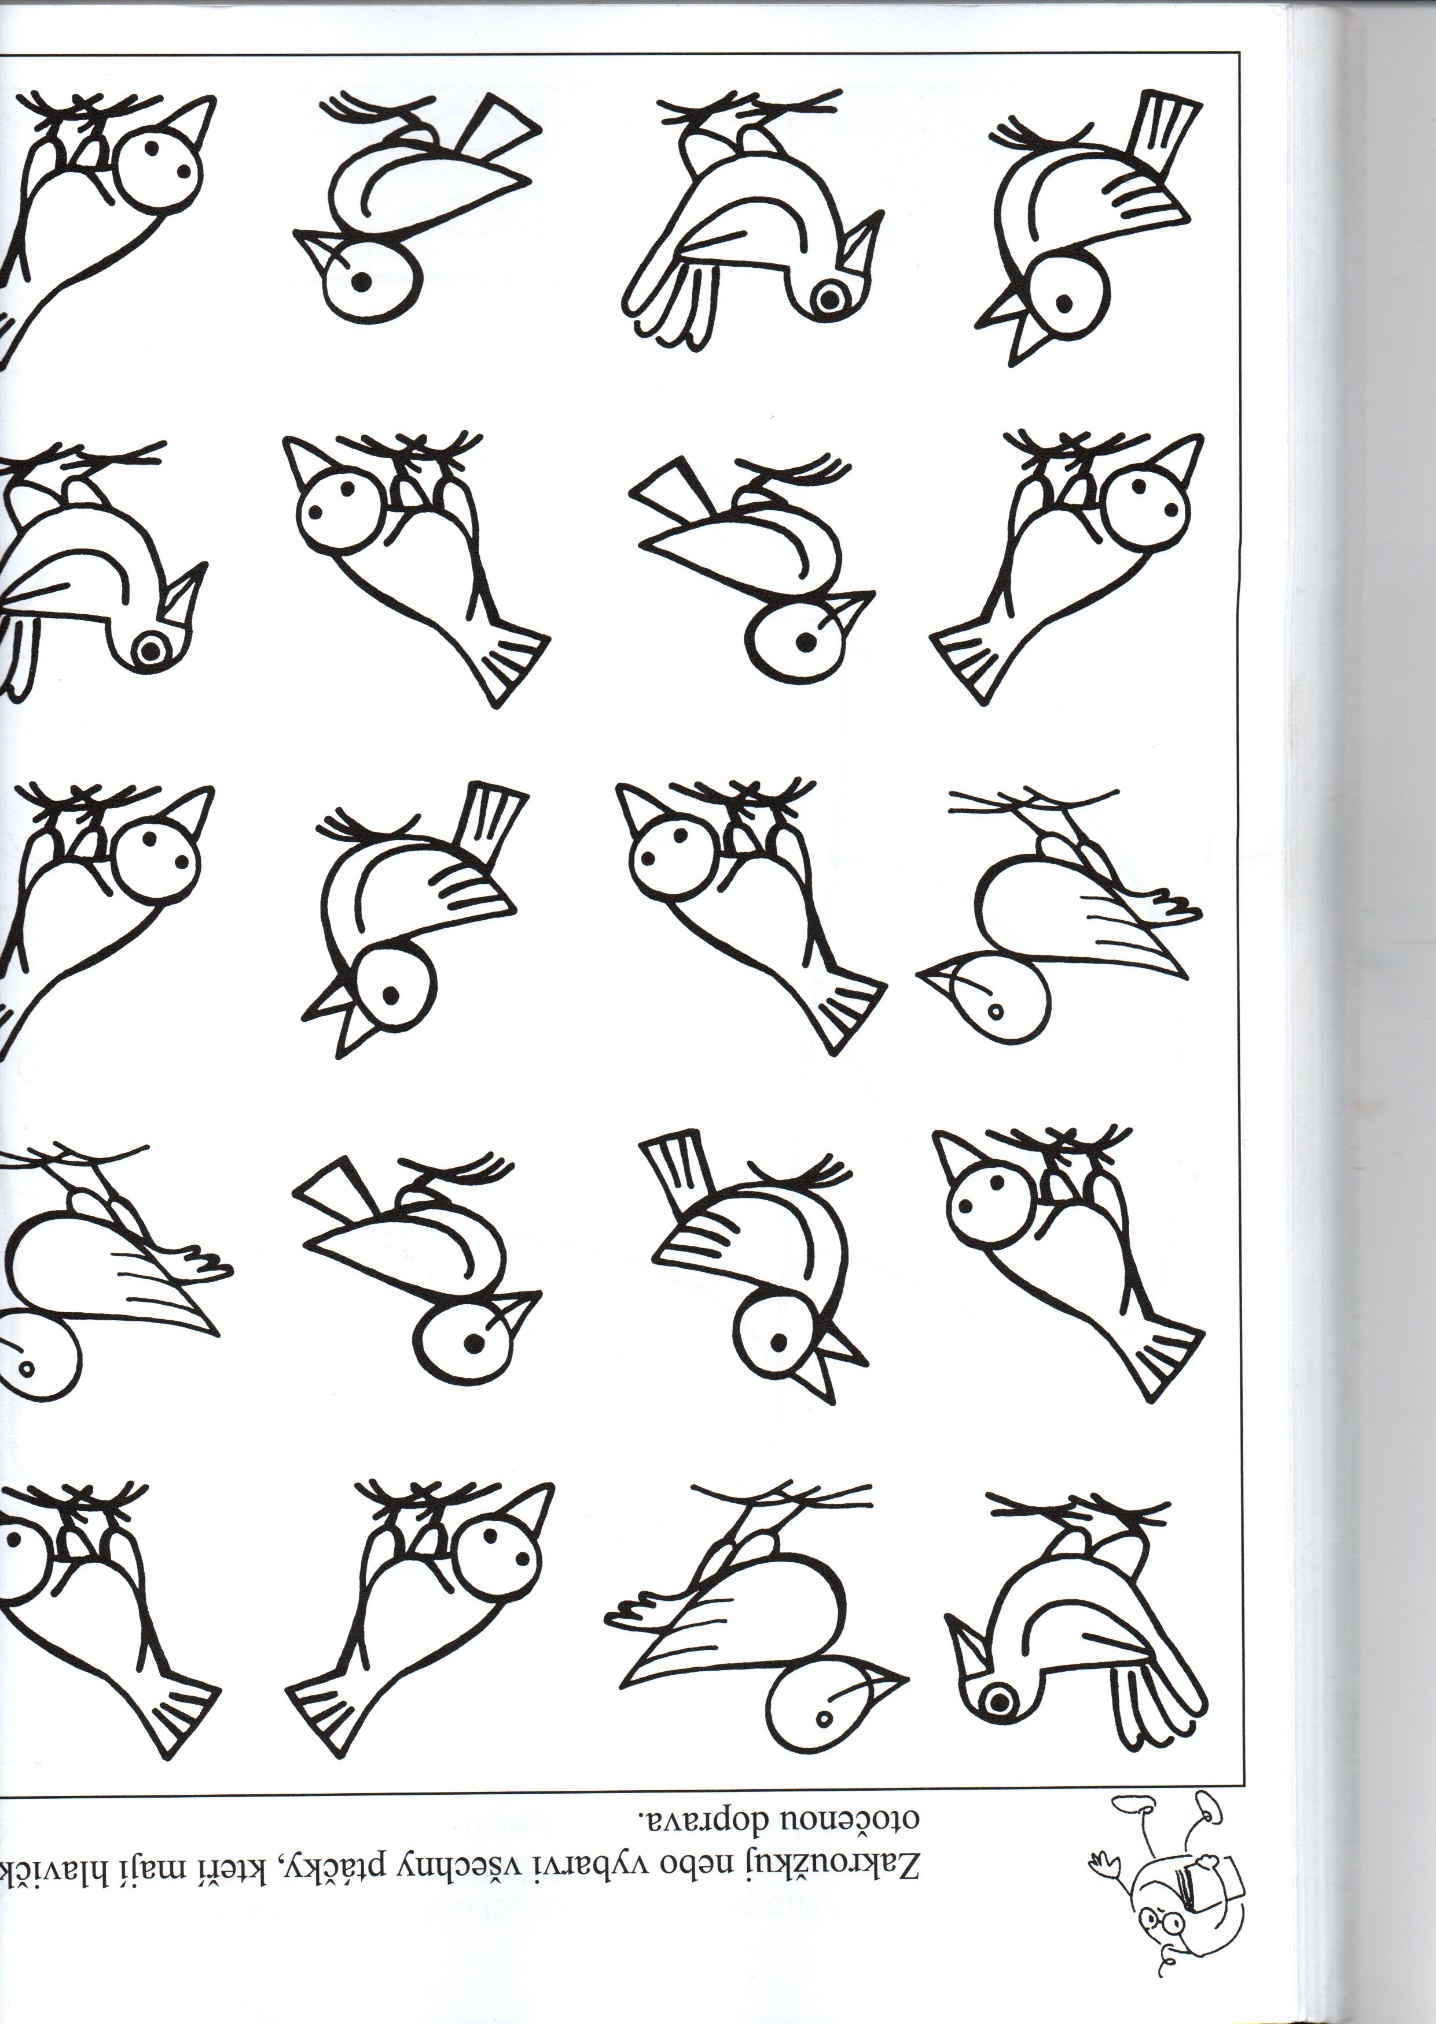 Zakroužkuj nebo vybarvi všechny ptáčky, kteří mají hlavičk
otočenou doprava.